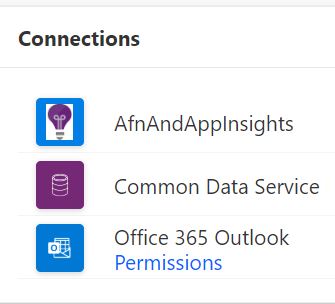 Connections
AfnAndAppInsights
Common Data Service
Office 365 Outlook
Permissions